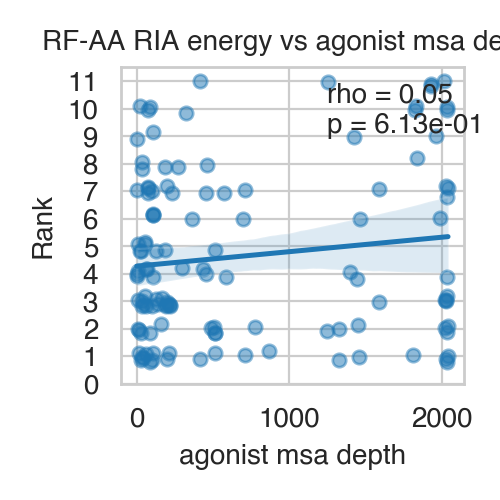 RF-AA RIA energy vs agonist msa de
rho = 0.05
p = 6.13e-01
Rank
11
10
9
8
7
6
5
4
3
2
1
0
0 1000 2000
agonist msa depth